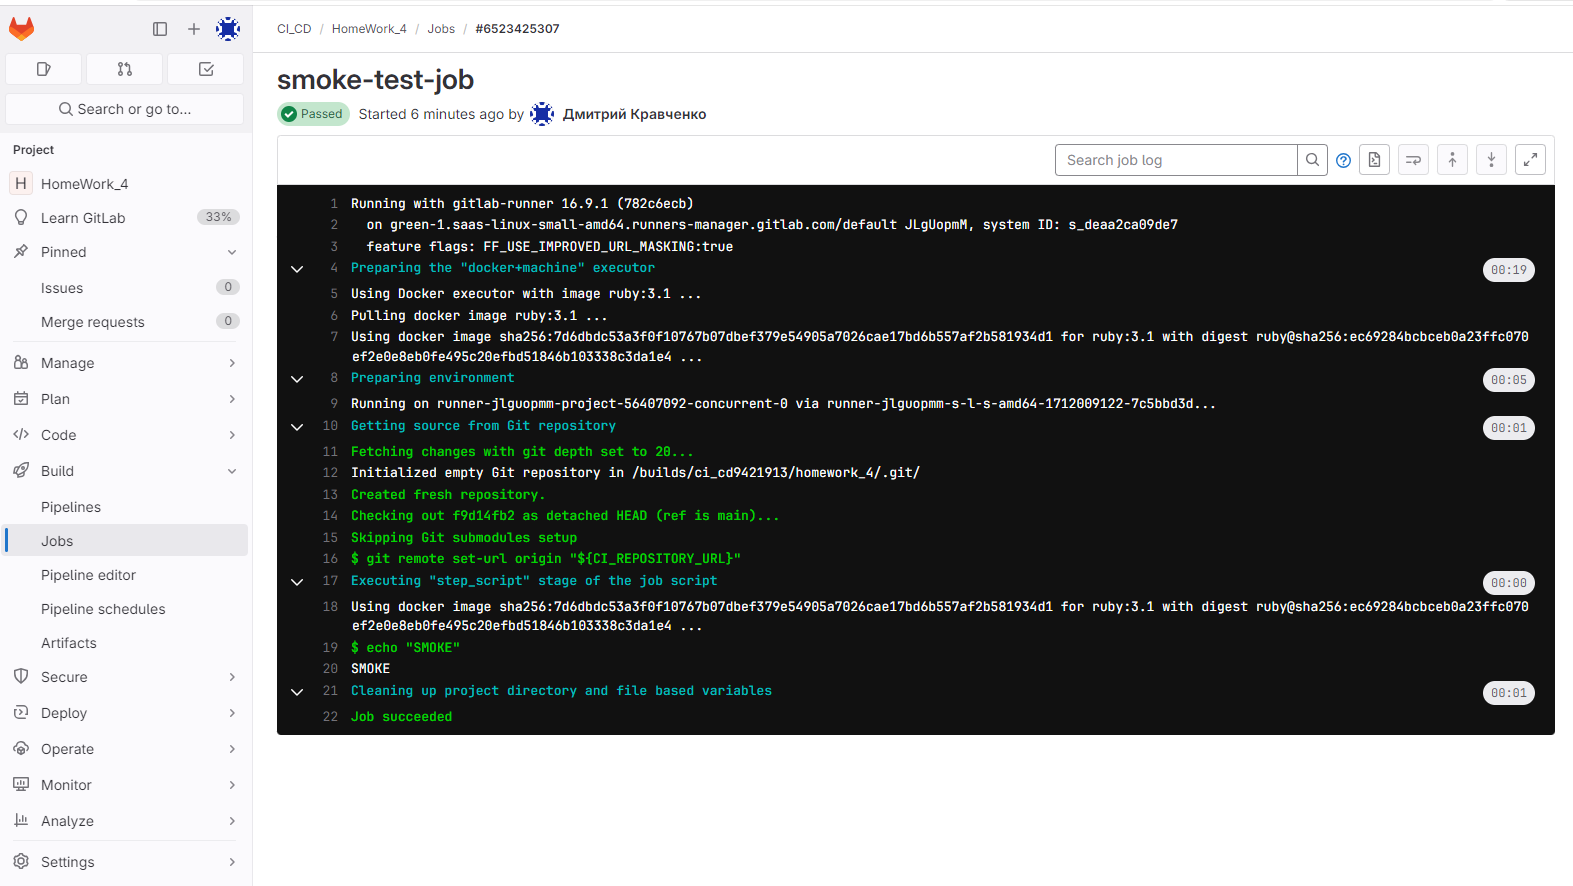 CI_CD / HomeWork_4 / Jobs / #6523425307
Search or go to...
Project
H HomeWork_4
Learn GitLab 33%
Pinned
Issues 0
Merge requests 0
Manage
Plan
Code
Build
Pipelines
Jobs
Pipeline editor
Pipeline schedules
Artifacts
Secure
Deploy
Operate
Monitor
Analyze
Settings
smoke-test-job
Passed Started 6 minutes ago by Дмитрий Кравченко
Search job log
1 Running with gitlab-runner 16.9.1 (782c6ecb)
2 on green-1.saas-linux-small-amd64.runners-manager.gitlab.com/default JLgUopmM, system ID: s_deaa2ca09de7
3 feature flags: FF_USE_IMPROVED_URL_MASKING:true
4 Preparing the "docker+machine" executor 00:19
5 Using Docker executor with image ruby:3.1 ...
6 Pulling docker image ruby:3.1 ...
7 Using docker image sha256:7d6dbdc53a3f0f10767b07dbef379e54905a7026cae17bd6b557af2b581934d1 for ruby:3.1 with digest ruby@sha256:ec69284bcbceb0a23ffc070
ef2e0e8eb0fe495c20efbd51846b103338c3da1e4 ...
8 Preparing environment 00:05
9 Running on runner-jlguopmm-project-56407092-concurrent-0 via runner-jlguopmm-s-l-s-amd64-1712009122-7c5bbd3d...
10 Getting source from Git repository 00:01
11 Fetching changes with git depth set to 20...
12 Initialized empty Git repository in /builds/ci_cd9421913/homework_4/.git/
13 Created fresh repository.
14 Checking out f9d14fb2 as detached HEAD (ref is main)...
15 Skipping Git submodules setup
16 $ git remote set-url origin "${CI_REPOSITORY_URL}"
17 Executing "step_script" stage of the job script 00:00
18 Using docker image sha256:7d6dbdc53a3f0f10767b07dbef379e54905a7026cae17bd6b557af2b581934d1 for ruby:3.1 with digest ruby@sha256:ec69284bcbceb0a23ffc070
ef2e0e8eb0fe495c20efbd51846b103338c3da1e4 ...
19 $ echo "SMOKE"
20 SMOKE
21 Cleaning up project directory and file based variables 00:01
22 Job succeeded